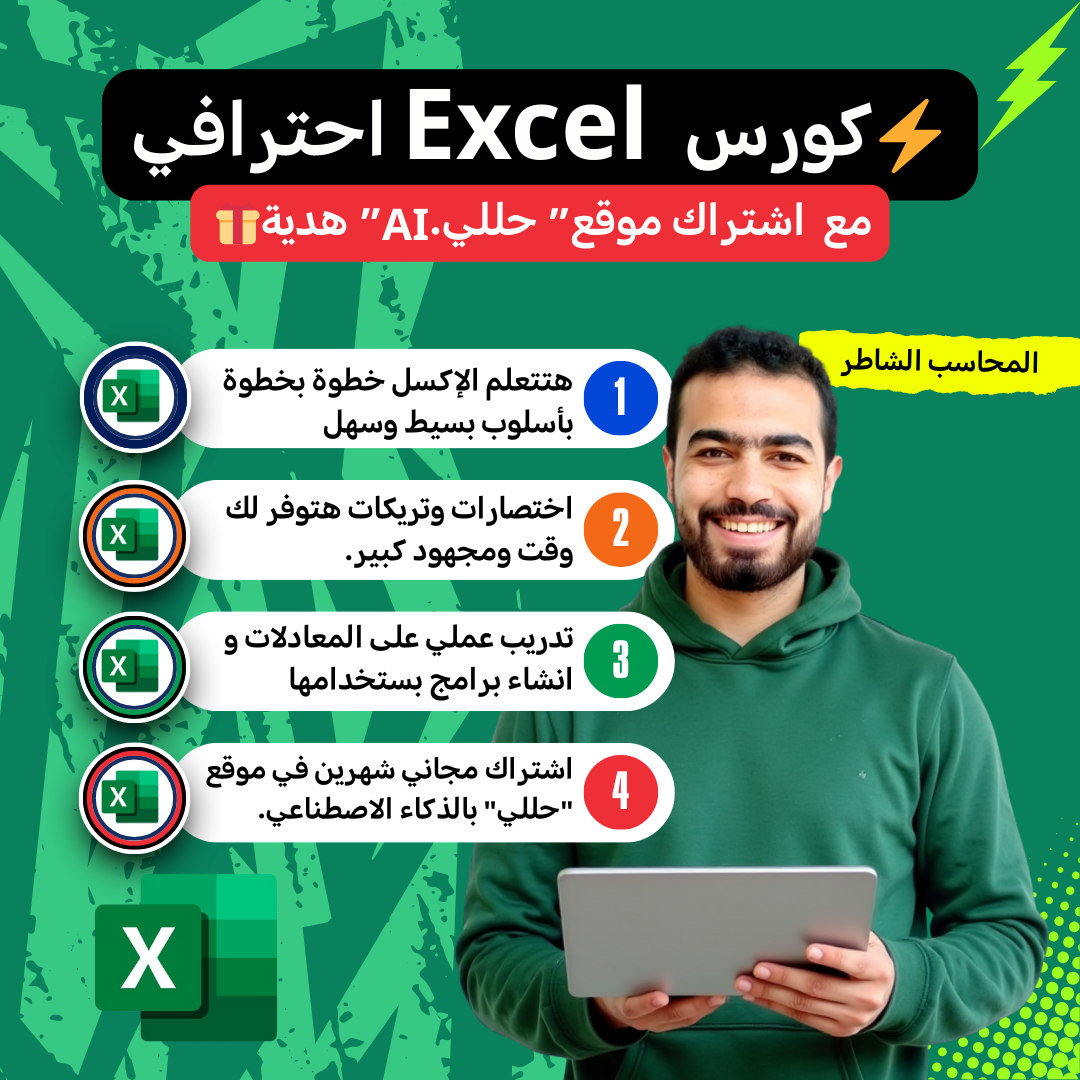 ⚡كورس Excel احترافي
مع اشتراك موقع" حللي.AI" هدية🎁
المحاسب الشاطر
1
هتتعلم الإكسل خطوة بخطوة
بأسلوب بسيط وسهل
X
2
اختصارات وتريكات هتوفر لك
وقت ومجهود كبير.
X
3
تدريب عملي على المعادلات و
انشاء برامج بستخدامها
X
4
اشتراك مجاني شهرين في موقع
"حللي" بالذكاء الاصطناعي.
X
X